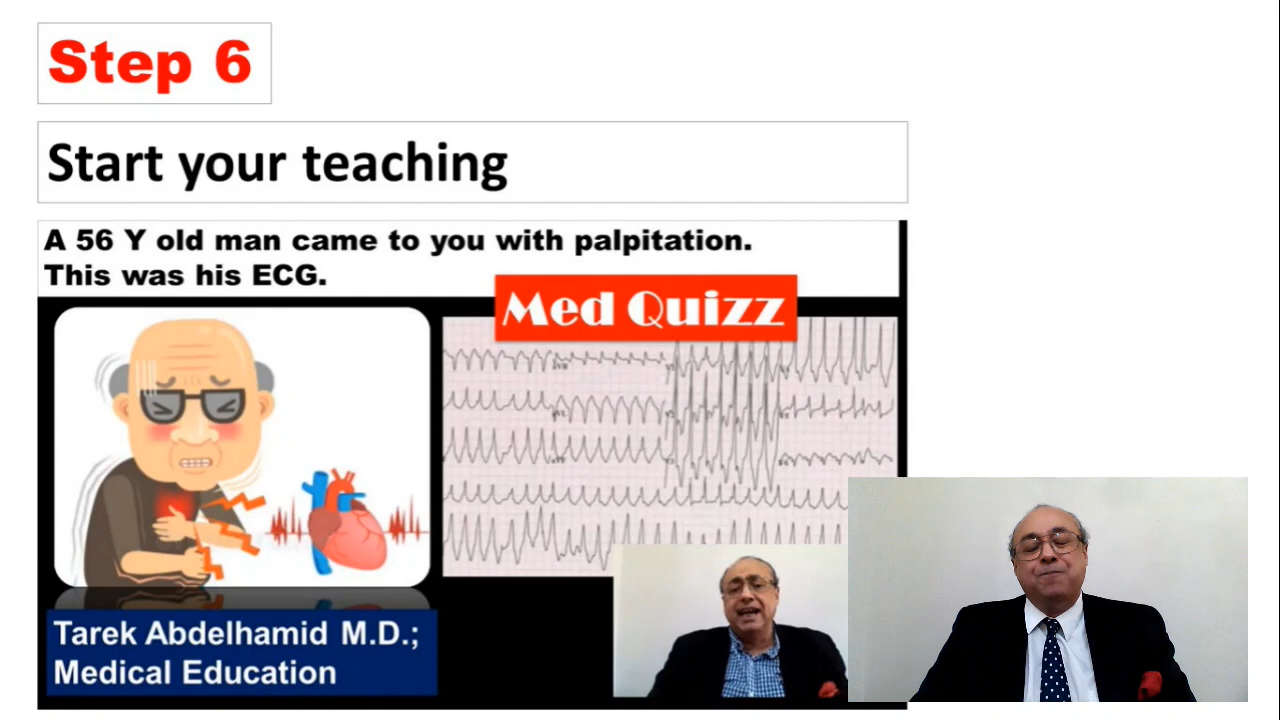 Step 6
Start your teaching
A 56 Y old man came to you with palpitation.
This was his ECG.
Med Quizz
Tarek Abdelhamid M.D.;
Medical Education